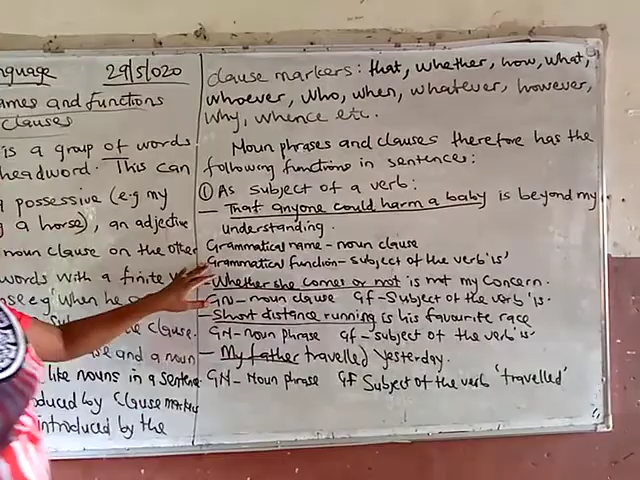 nguage 29/5/020
ames and functions
Clauses
is a group of words
headword. This can
a possessive (e.g my
g a horse), an adjective
noun clause on the other
words with a finite
e.g 'When he
the clause.
se and a noun
like nouns in a sentence
duced by Clause markers
introduced by the
clause markers: that, whether, how, what,
whoever, who, when, whatever, however,
why, whence etc.
Noun phrases and clauses therefore has the
following functions in sentences:
① As subject of a verb:
– That anyone could harm a baby is beyond my
understanding.
Grammatical name – noun clause
Grammatical function – subject of the verb 'is'
– Whether she comes or not is not my concern.
GN – noun clause GF – Subject of the verb 'is.
– Short distance running is his favourite race
GN – noun phrase GF – 'subject of the verb 'is'
– My father travelled yesterday.
GN – Noun phrase GF Subject of the verb 'travelled'